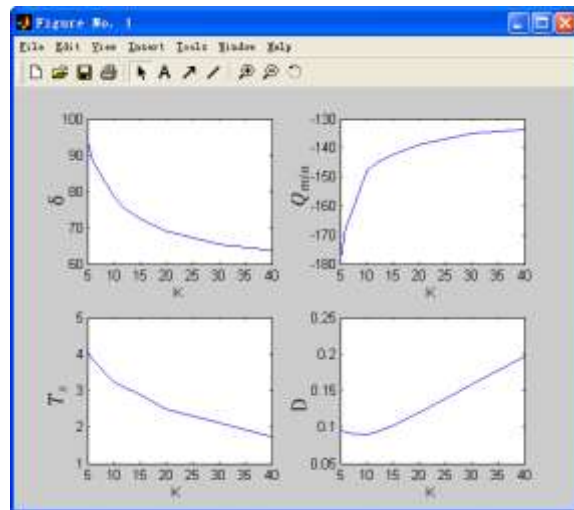 Figure No. 1
File Edit View Insert Tools Window Help
A
100
90
80
70
60
δ
5 10 15 20 25 30 35 40
K
-130
-140
-150
-160
-170
-180
Qmin
5 10 15 20 25 30 35 40
K
5
4
3
2
1
Ts
5 10 15 20 25 30 35 40
K
0.25
0.2
0.15
0.1
0.05
D
5 10 15 20 25 30 35 40
K